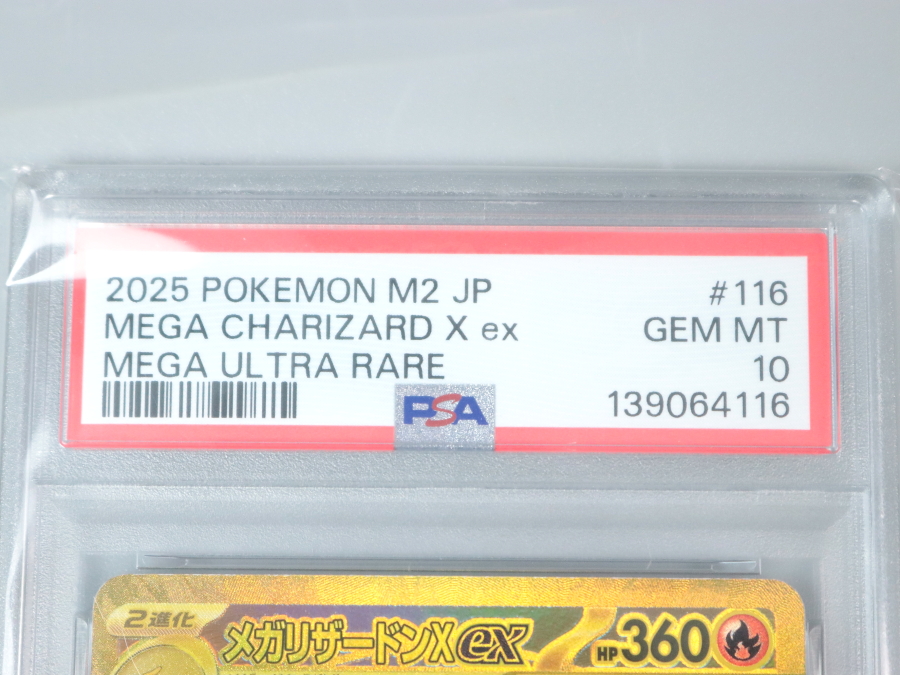 2025 POKEMON M2 JP #116
MEGA CHARIZARD X ex GEM MT
MEGA ULTRA RARE 10
PSA 139064116
2進化 メガリザードンXex HP360